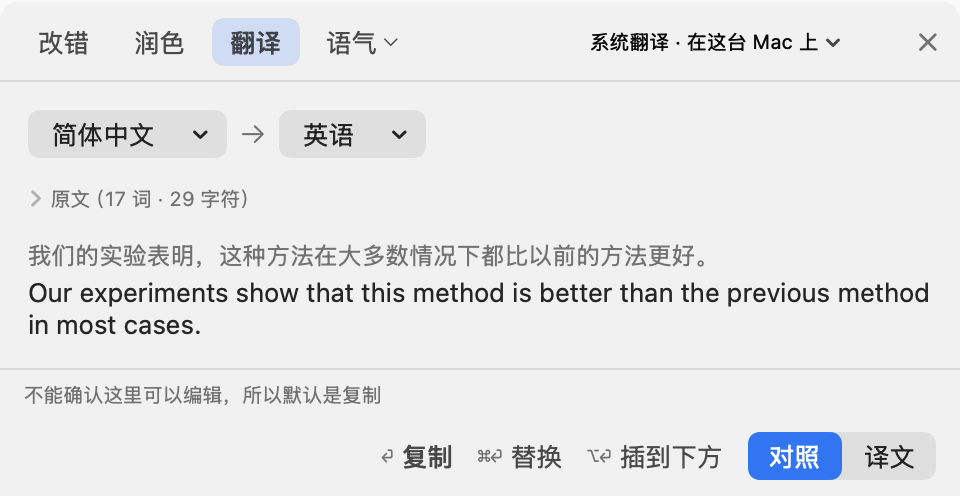 改错 润色 翻译 语气 系统翻译 · 在这台 Mac 上
简体中文 → 英语
原文 (17 词 · 29 字符)
我们的实验表明，这种方法在大多数情况下都比以前的方法更好。
Our experiments show that this method is better than the previous method
in most cases.
不能确认这里可以编辑，所以默认是复制
⏎ 复制 ⌘⏎ 替换 ⌥⏎ 插到下方 对照 译文